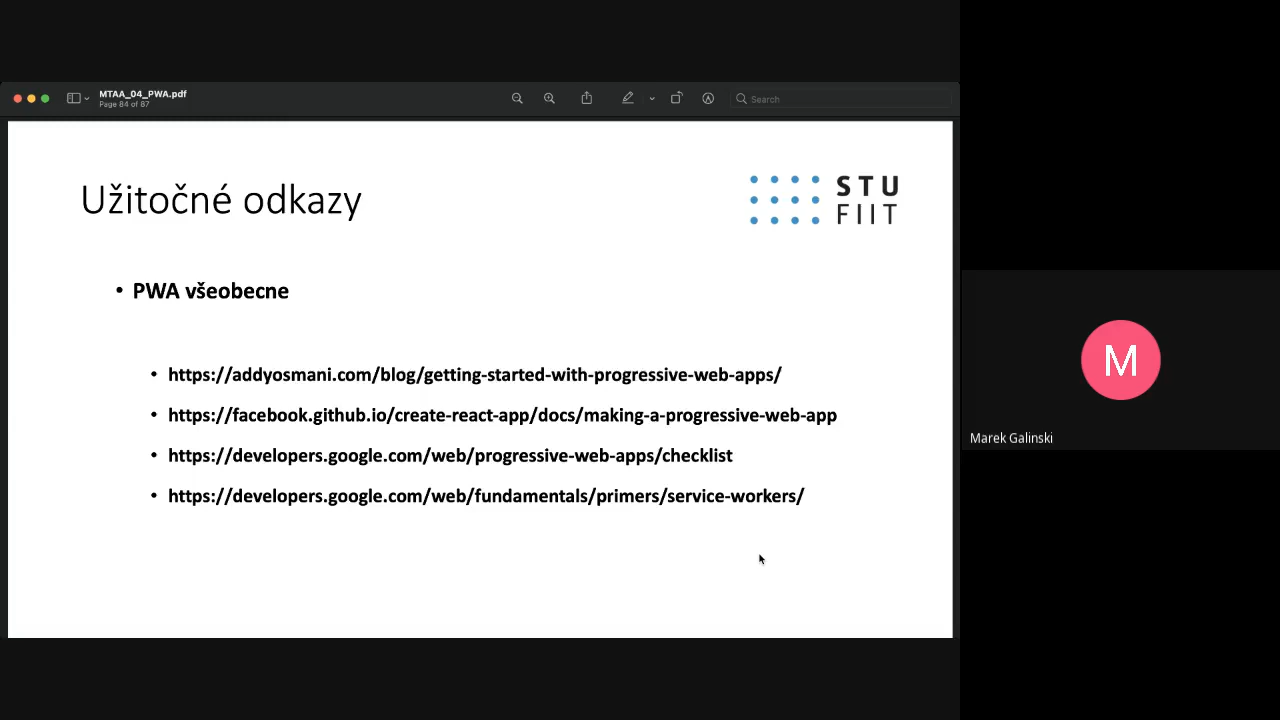 MTAA_04_PWA.pdf
Page 84 of 87
Search
Užitočné odkazy
STU
FIIT
• PWA všeobecne
• https://addyosmani.com/blog/getting-started-with-progressive-web-apps/
• https://facebook.github.io/create-react-app/docs/making-a-progressive-web-app
• https://developers.google.com/web/progressive-web-apps/checklist
• https://developers.google.com/web/fundamentals/primers/service-workers/
M
Marek Galinski